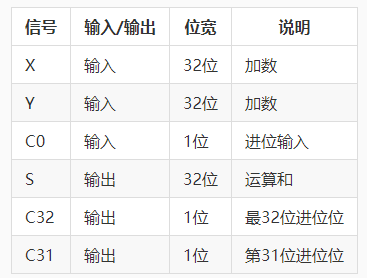 信号 输入/输出 位宽 说明
X 输入 32位 加数
Y 输入 32位 加数
C0 输入 1位 进位输入
S 输出 32位 运算和
C32 输出 1位 最32位进位位
C31 输出 1位 第31位进位位